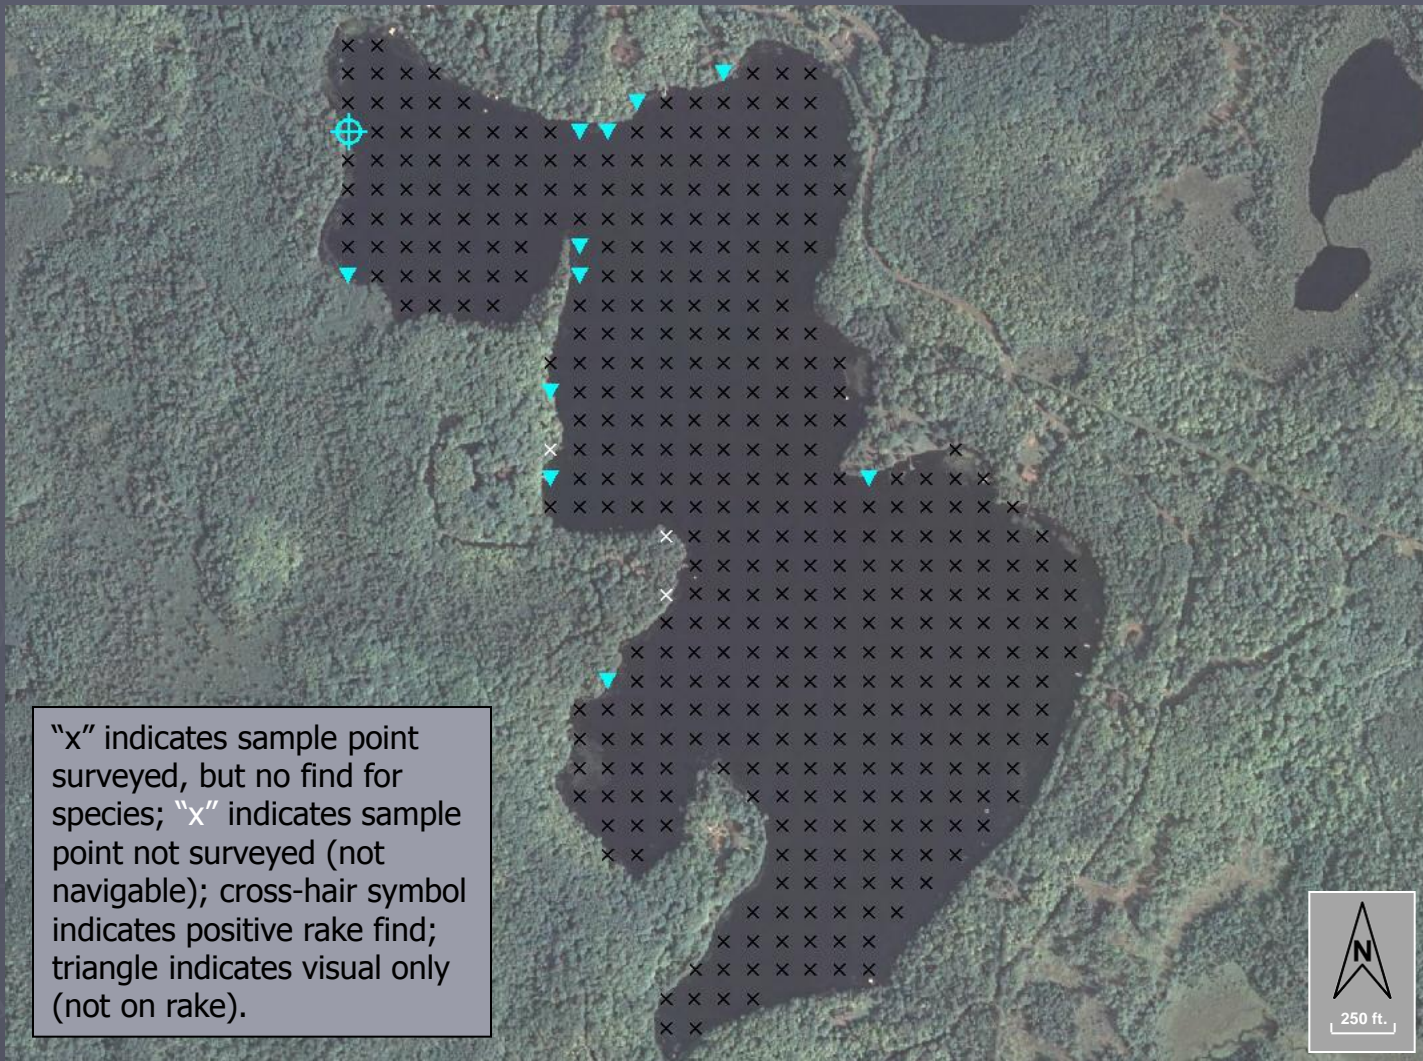 “x” indicates sample point
surveyed, but no find for
species; “x” indicates sample
point not surveyed (not
navigable); cross-hair symbol
indicates positive rake find;
triangle indicates visual only
(not on rake).
N
250 ft.